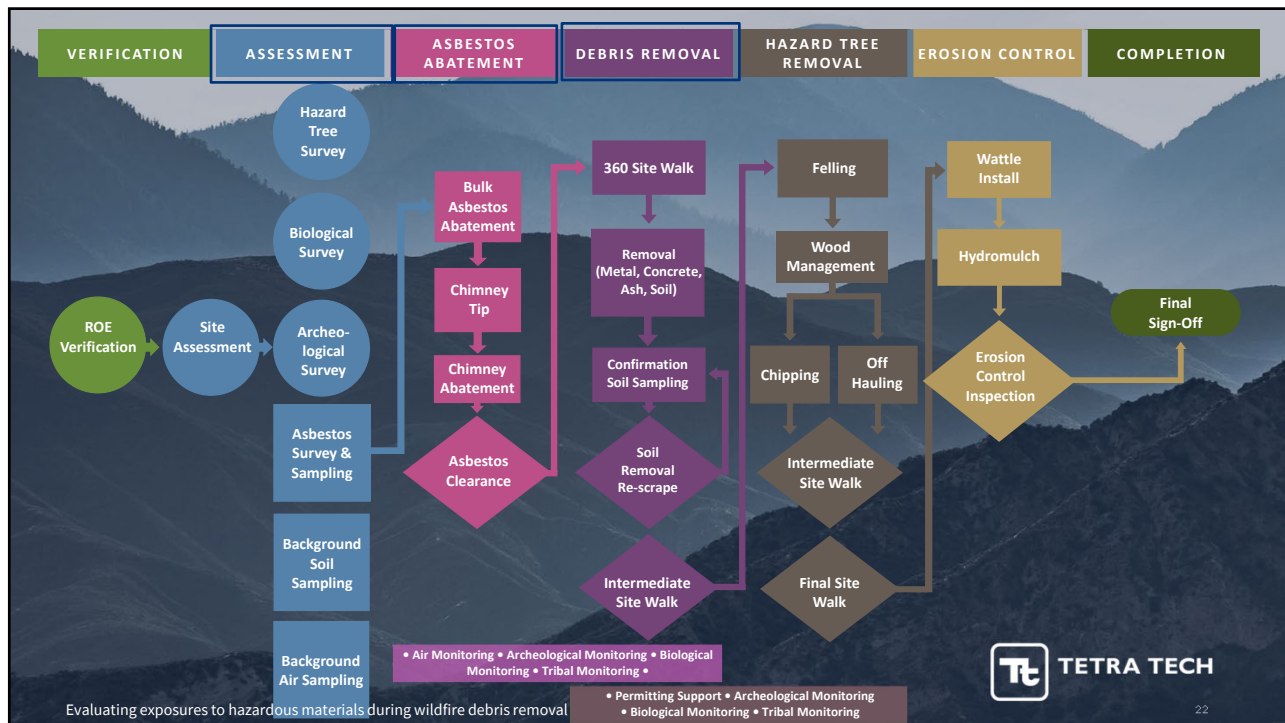 VERIFICATION
ASSESSMENT
ASBESTOS
ABATEMENT
DEBRIS REMOVAL
HAZARD TREE
REMOVAL
EROSION CONTROL
COMPLETION
ROE
Verification
Site
Assessment
Hazard
Tree
Survey
Biological
Survey
Archeo-
logical
Survey
Asbestos
Survey &
Sampling
Background
Soil
Sampling
Background
Air Sampling
Bulk
Asbestos
Abatement
Chimney
Tip
Chimney
Abatement
Asbestos
Clearance
360 Site Walk
Removal
(Metal, Concrete,
Ash, Soil)
Confirmation
Soil Sampling
Soil
Removal
Re-scrape
Intermediate
Site Walk
Felling
Wood
Management
Chipping
Off
Hauling
Intermediate
Site Walk
Final Site
Walk
Wattle
Install
Hydromulch
Erosion
Control
Inspection
Final
Sign-Off
• Air Monitoring • Archeological Monitoring • Biological
Monitoring • Tribal Monitoring •
• Permitting Support • Archeological Monitoring
• Biological Monitoring • Tribal Monitoring
Tt TETRA TECH
Evaluating exposures to hazardous materials during wildfire debris removal
22